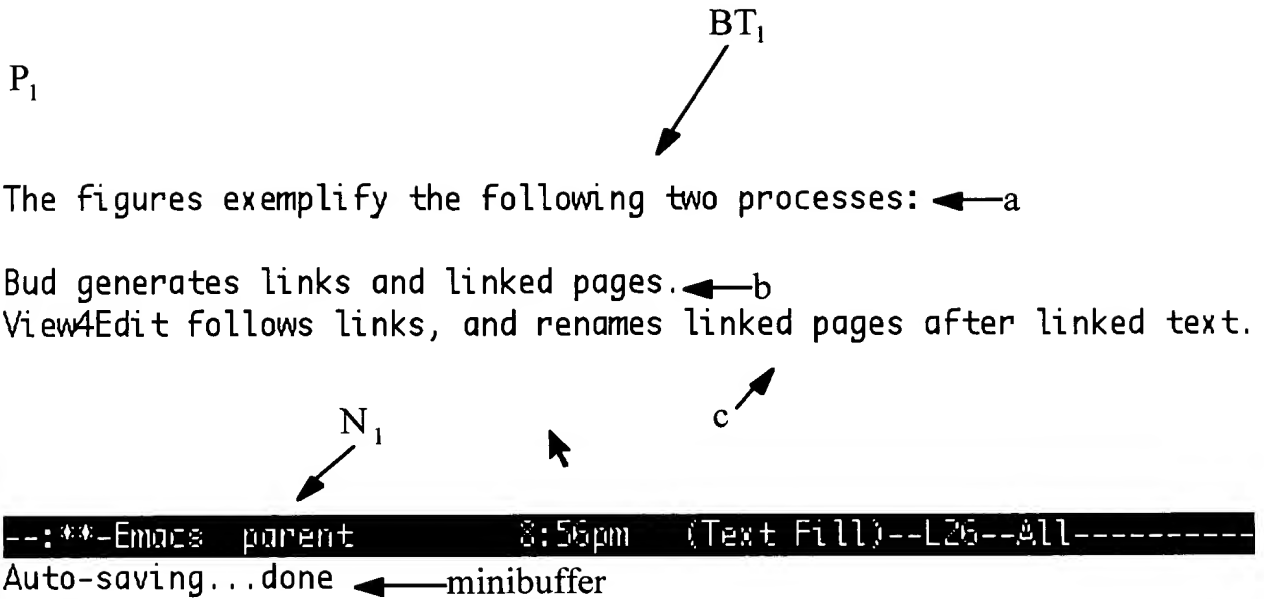 BT₁
P₁
The figures exemplify the following two processes: a
Bud generates links and linked pages. b
View4Edit follows links, and renames linked pages after linked text.
c
N₁
--:**-Emacs parent 8:56pm (Text Fill)--L26--All----------
Auto-saving...done minibuffer